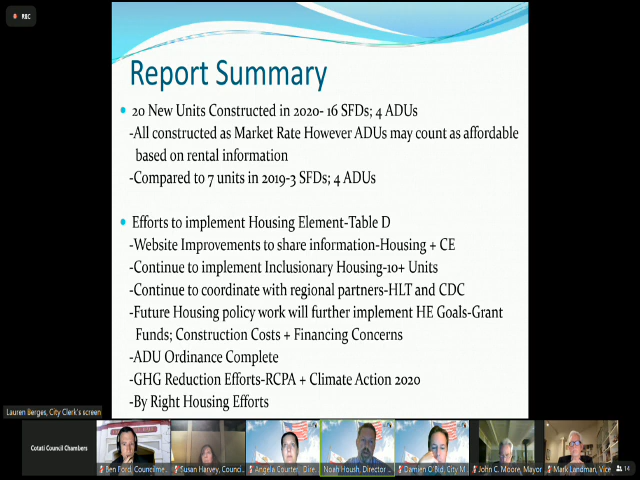 RBC
Report Summary
20 New Units Constructed in 2020- 16 SFDs; 4 ADUs
-All constructed as Market Rate However ADUs may count as affordable
based on rental information
-Compared to 7 units in 2019-3 SFDs; 4 ADUs
Efforts to implement Housing Element-Table D
-Website Improvements to share information-Housing + CE
-Continue to implement Inclusionary Housing-10+ Units
-Continue to coordinate with regional partners-HLT and CDC
-Future Housing policy work will further implement HE Goals-Grant
Funds; Construction Costs + Financing Concerns
-ADU Ordinance Complete
-GHG Reduction Efforts-RCPA + Climate Action 2020
-By Right Housing Efforts
Lauren Berges, City Clerk's screen
Cotati Council Chambers
Ben Ford, Councilme...
Susan Harvey, Counci...
Angela Courter, Dire...
Noah Housh, Director ...
Damien O'Bid, City M...
John C. Moore, Mayor
Mark Landman, Vice ...
14